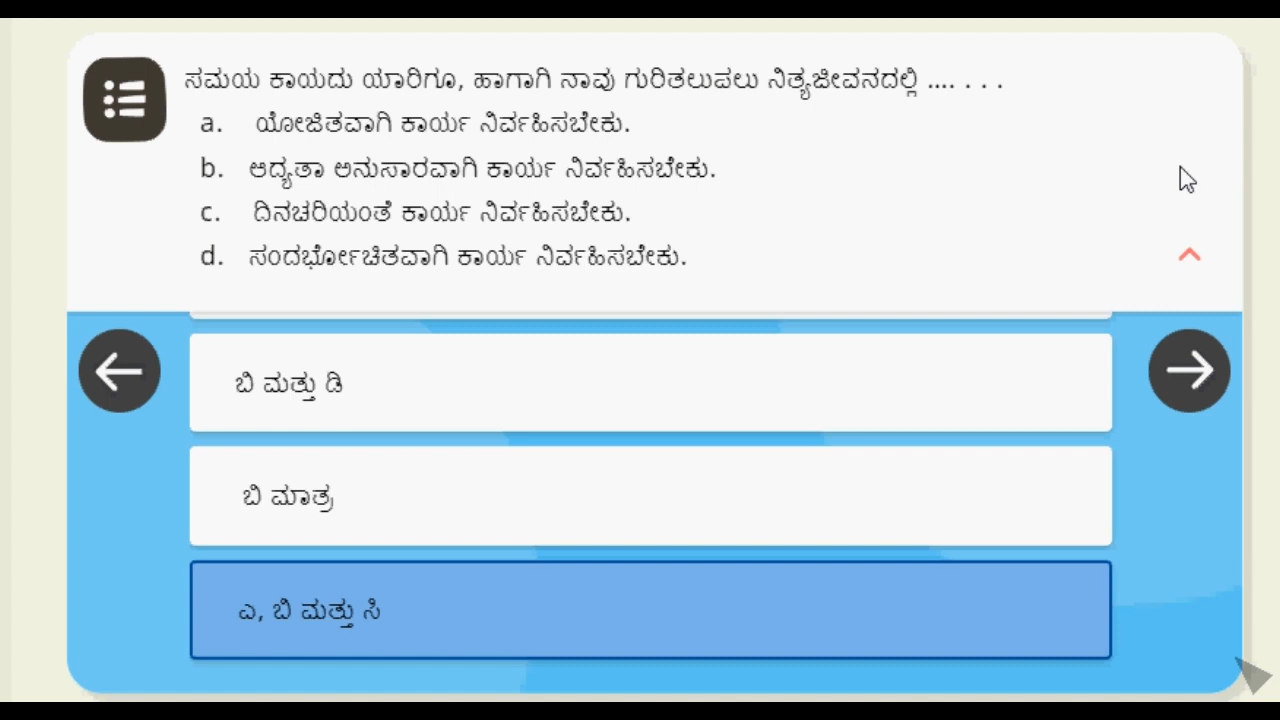 ಸಮಯ ಕಾಯದು ಯಾರಿಗೂ, ಹಾಗಾಗಿ ನಾವು ಗುರಿತಲುಪಲು ನಿತ್ಯಜೀವನದಲ್ಲಿ .... . . .
a. ಯೋಜಿತವಾಗಿ ಕಾರ್ಯ ನಿರ್ವಹಿಸಬೇಕು.
b. ಆದ್ಯತಾ ಅನುಸಾರವಾಗಿ ಕಾರ್ಯ ನಿರ್ವಹಿಸಬೇಕು.
c. ದಿನಚರಿಯಂತೆ ಕಾರ್ಯ ನಿರ್ವಹಿಸಬೇಕು.
d. ಸಂದರ್ಭೋಚಿತವಾಗಿ ಕಾರ್ಯ ನಿರ್ವಹಿಸಬೇಕು.
ಬಿ ಮತ್ತು ಡಿ
ಬಿ ಮಾತ್ರ
ಎ, ಬಿ ಮತ್ತು ಸಿ